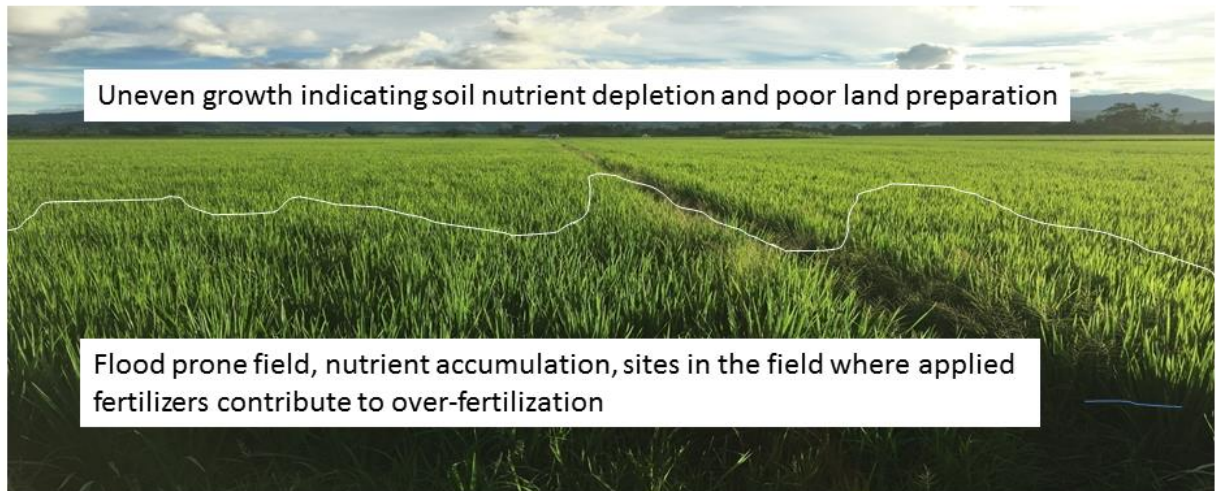 Uneven growth indicating soil nutrient depletion and poor land preparation
Flood prone field, nutrient accumulation, sites in the field where applied
fertilizers contribute to over-fertilization